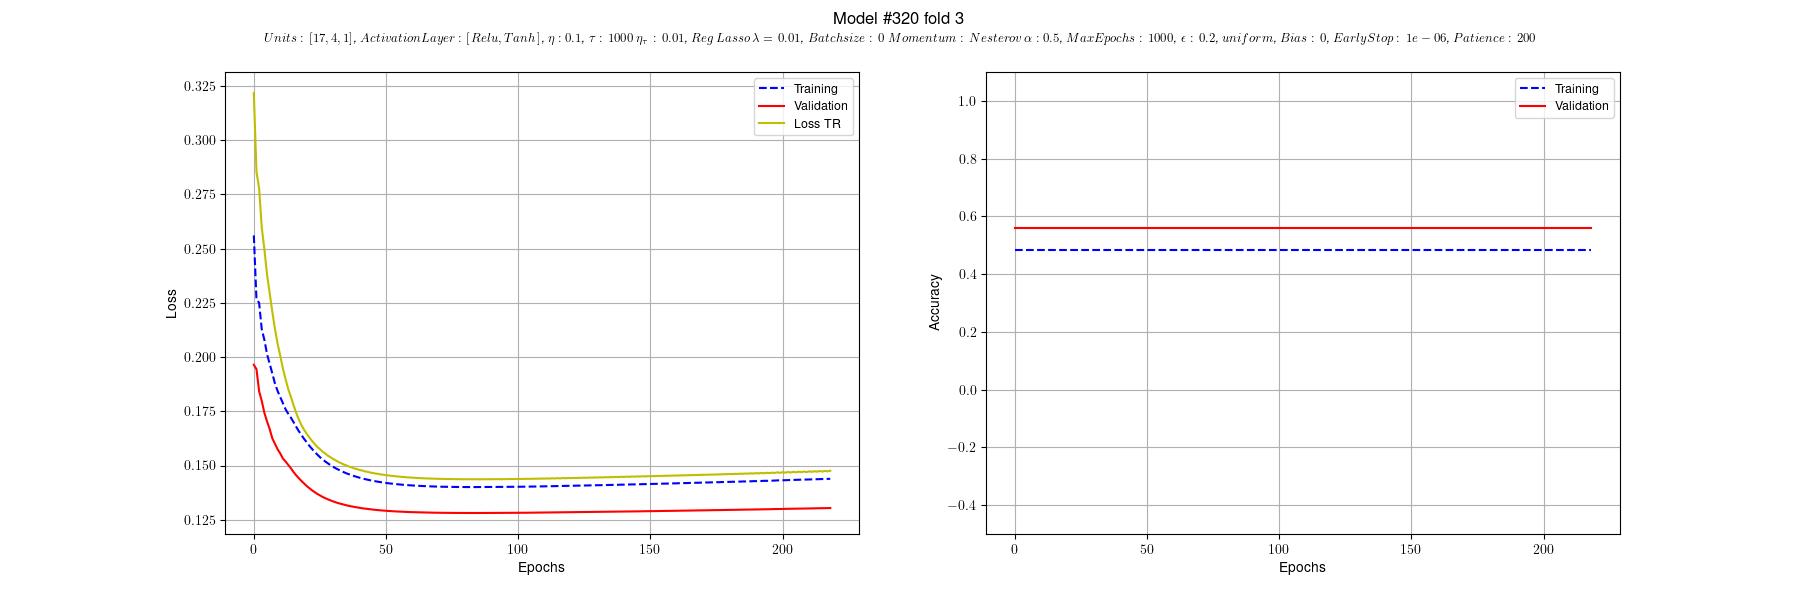 Model #320 fold 3
Units : [17, 4, 1], ActivationLayer : [Relu, Tanh], η : 0.1, τ : 1000 ητ : 0.01, Reg Lasso λ = 0.01, Batchsize : 0 Momentum : Nesterov α : 0.5, MaxEpochs : 1000, ϵ : 0.2, uniform, Bias : 0, EarlyStop : 1e − 06, Patience : 200
0.325
0.300
0.275
0.250
0.225
0.200
0.175
0.150
0.125
Loss
0 50 100 150 200
Epochs
Training
Validation
Loss TR
1.0
0.8
0.6
0.4
0.2
0.0
−0.2
−0.4
Accuracy
0 50 100 150 200
Epochs
Training
Validation